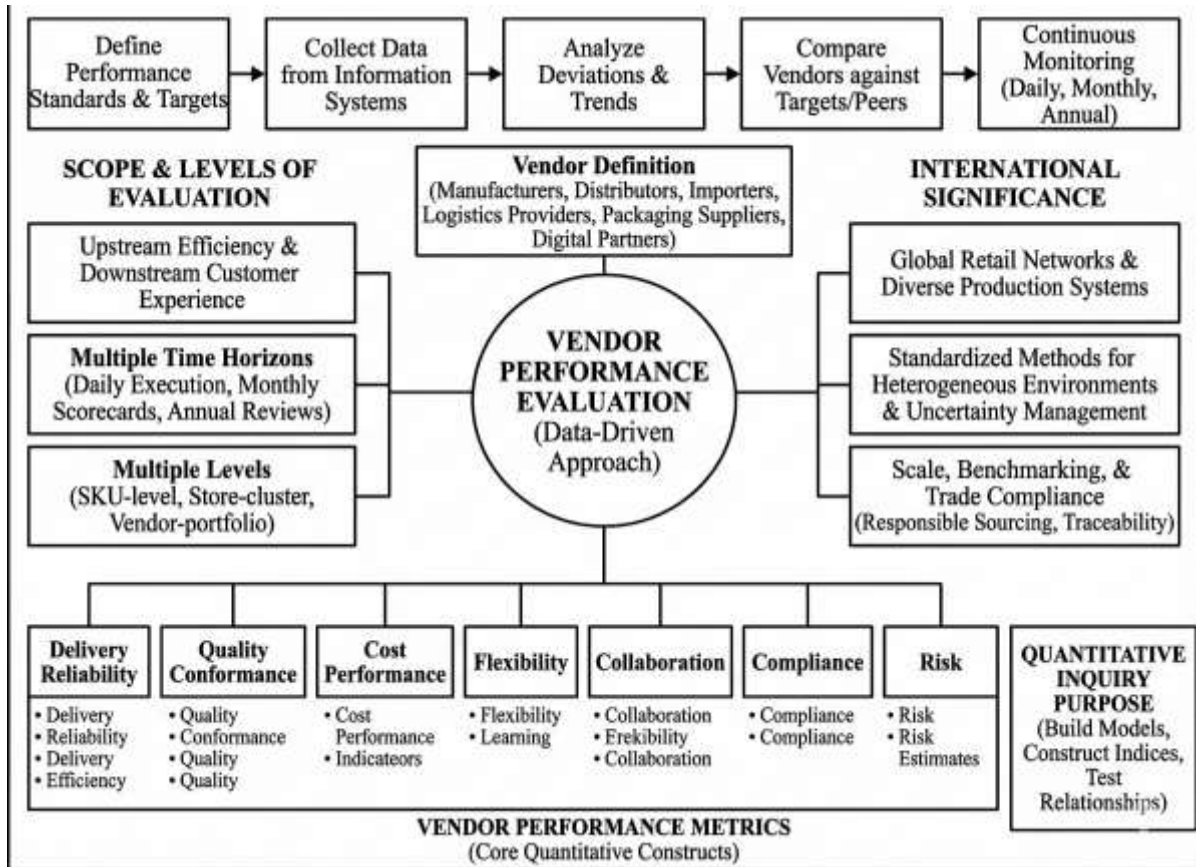 Define
Performance
Standards & Targets
Collect Data
from Information
Systems
Analyze
Deviations &
Trends
Compare
Vendors against
Targets/Peers
Continuous
Monitoring
(Daily, Monthly,
Annual)
SCOPE & LEVELS OF
EVALUATION
Upstream Efficiency &
Downstream Customer
Experience
Multiple Time Horizons
(Daily Execution, Monthly
Scorecards, Annual Reviews)
Multiple Levels
(SKU-level, Store-cluster,
Vendor-portfolio)
Vendor Definition
(Manufacturers, Distributors, Importers,
Logistics Providers, Packaging Suppliers,
Digital Partners)
VENDOR
PERFORMANCE
EVALUATION
(Data-Driven
Approach)
INTERNATIONAL
SIGNIFICANCE
Global Retail Networks &
Diverse Production Systems
Standardized Methods for
Heterogeneous Environments
& Uncertainty Management
Scale, Benchmarking, &
Trade Compliance
(Responsible Sourcing, Traceability)
Delivery
Reliability
• Delivery
• Reliability
• Delivery
• Efficiency
Quality
Conformance
• Quality
• Conformance
• Quality
• Quality
Cost
Performance
• Cost
Performance
• Indicateors
Flexibility
• Flexibility
• Learning
Collaboration
• Collaboration
• Erekibility
• Collaboration
Compliance
• Compliance
• Compliance
Risk
• Risk
• Risk
Estimates
QUANTITATIVE
INQUIRY
PURPOSE
(Build Models,
Construct Indices,
Test
Relationships)
VENDOR PERFORMANCE METRICS
(Core Quantitative Constructs)